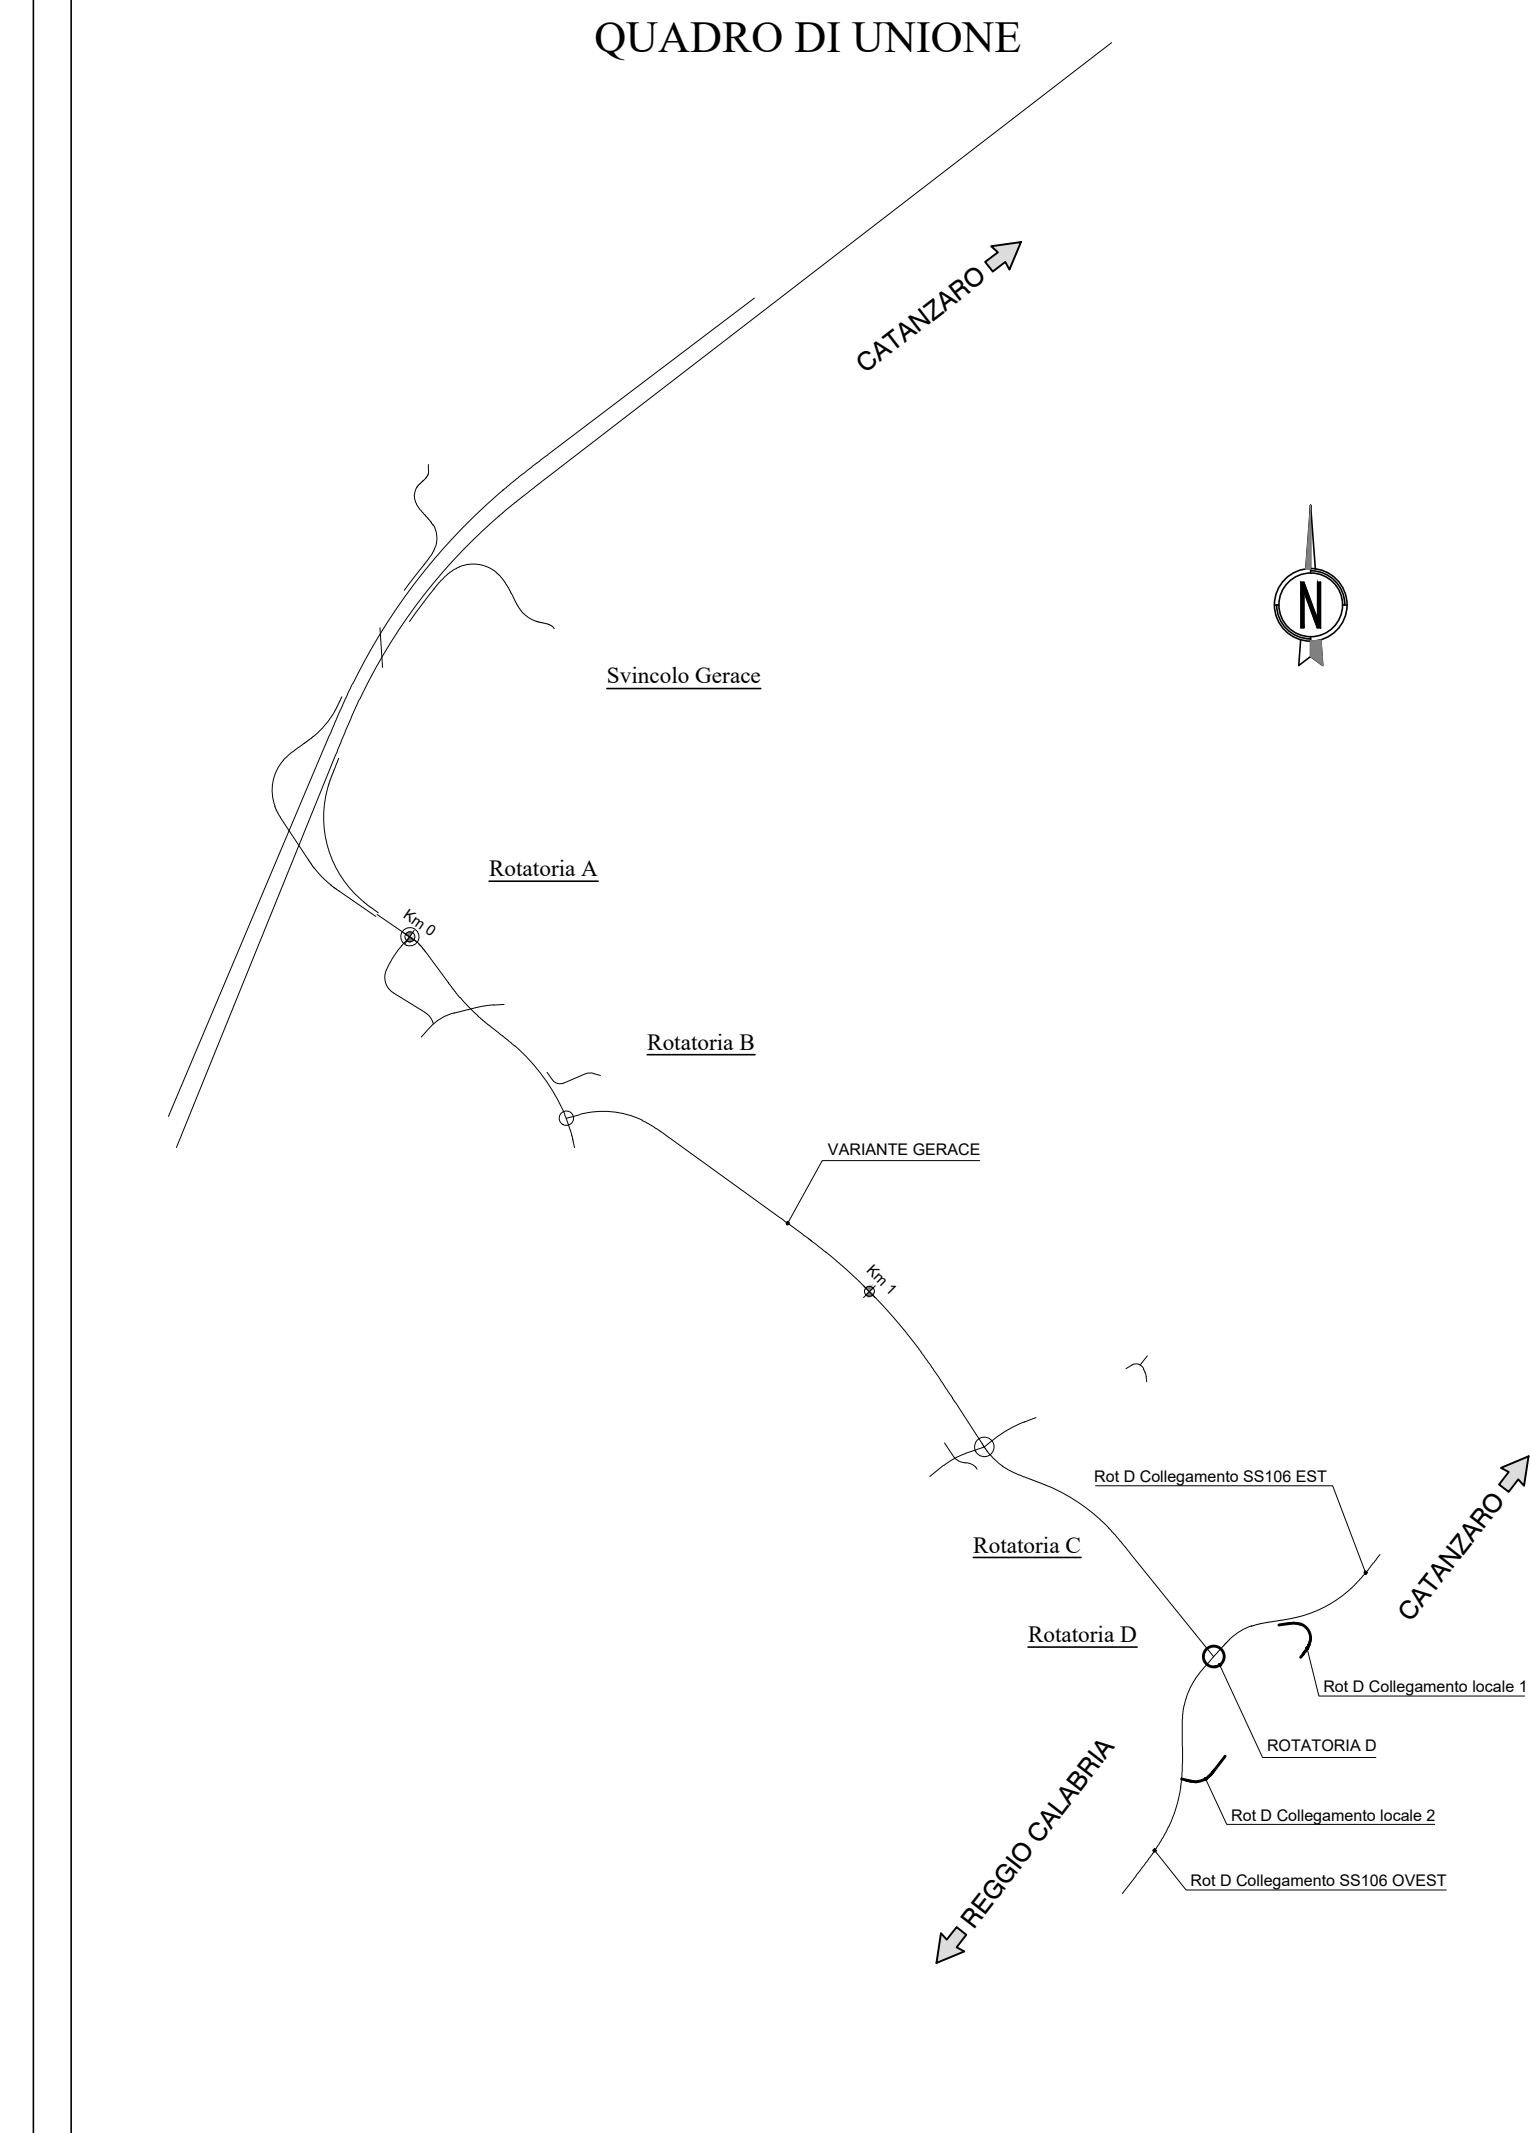 QUADRO DI UNIONE
CATANZARO
N
Svincolo Gerace
Rotatoria A
Km 0
Rotatoria B
VARIANTE GERACE
Km 1
Rot D Collegamento SS106 EST
CATANZARO
Rotatoria C
Rotatoria D
Rot D Collegamento locale 1
ROTATORIA D
REGGIO CALABRIA
Rot D Collegamento locale 2
Rot D Collegamento SS106 OVEST